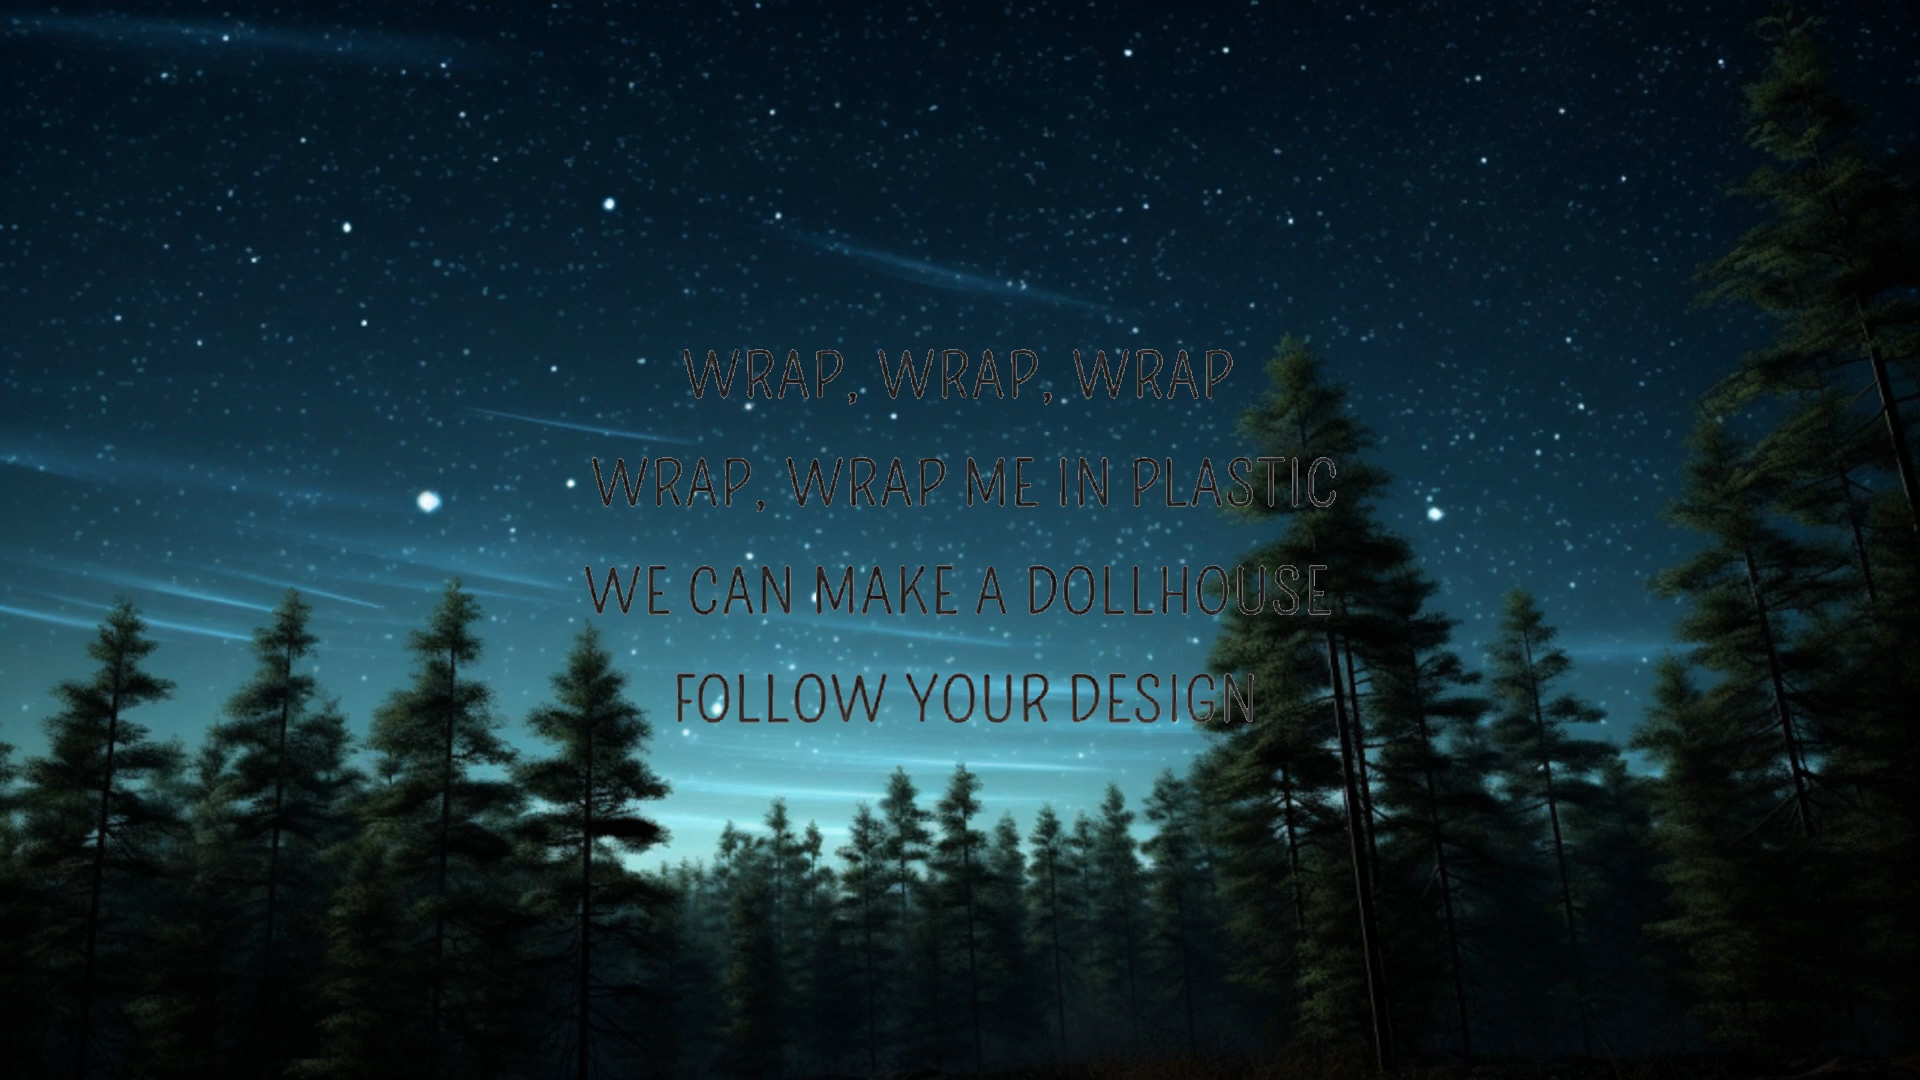 WRAP, WRAP, WRAP
WRAP, WRAP ME IN PLASTIC
WE CAN MAKE A DOLLHOUSE
FOLLOW YOUR DESIGN